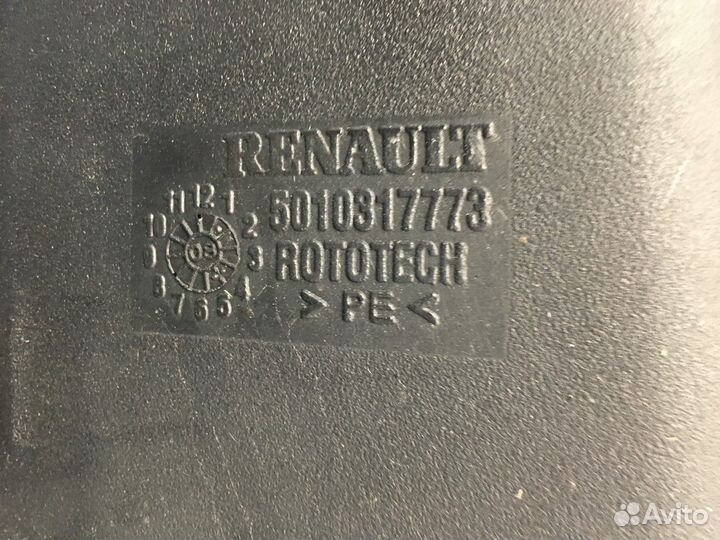 RENAULT
5010317773
ROTOTECH
> PE <
11 12 1
10 2
9 3
8 4
7 6 5
Avito